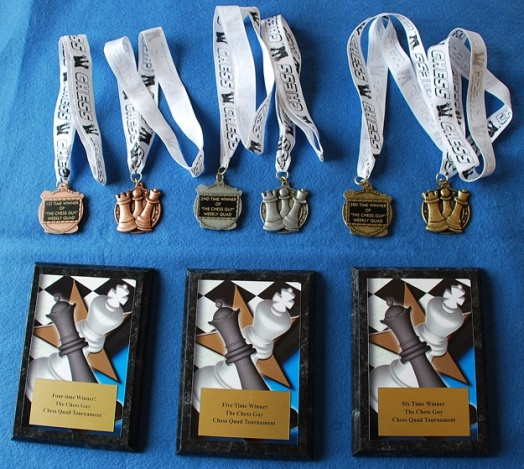 CHESS
CHESS
CHESS
CHESS
1ST TIME WINNER
OF
"THE CHESS GUY"
WEEKLY QUAD
2ND TIME WINNER
OF
"THE CHESS GUY"
WEEKLY QUAD
3RD TIME WINNER
OF
"THE CHESS GUY"
WEEKLY QUAD
Four time Winner!
The Chess Guy
Chess Quad Tournament
Five Time Winner
The Chess Guy
Chess Quad Tournament
Six Time Winner
The Chess Guy
Chess Quad Tournament